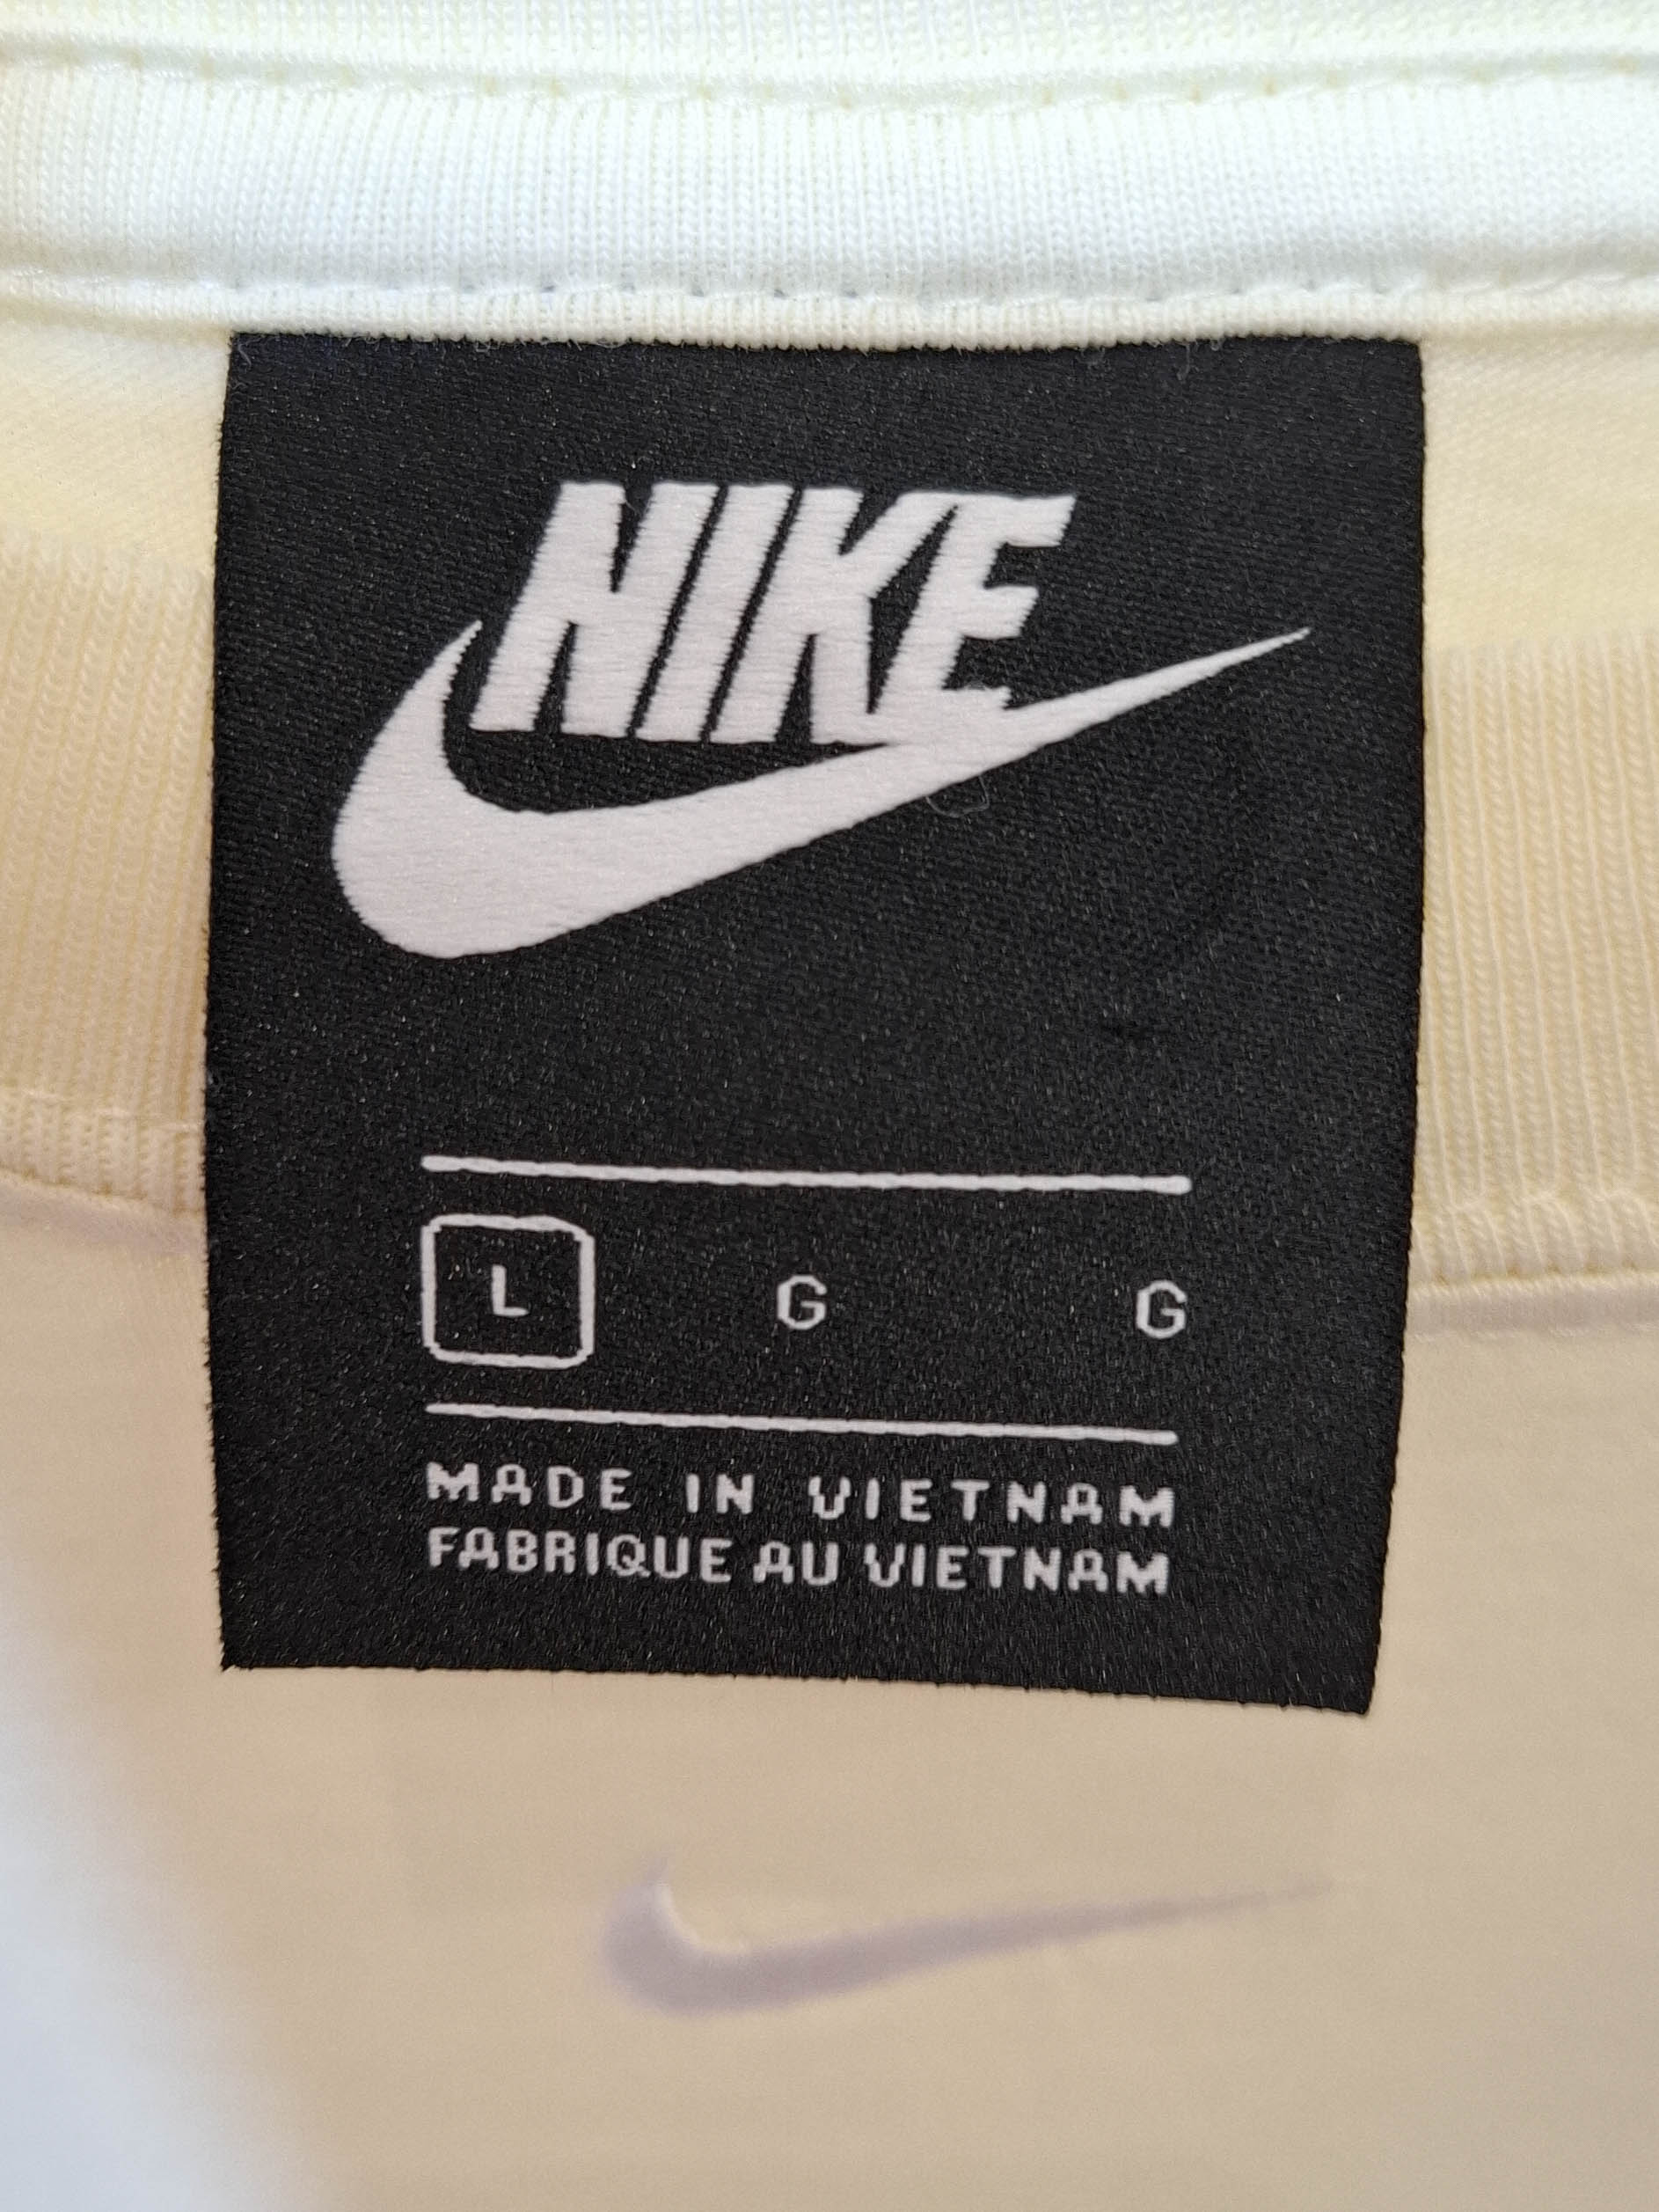 NIKE
L G G
MADE IN VIETNAM
FABRIQUE AU VIETNAM